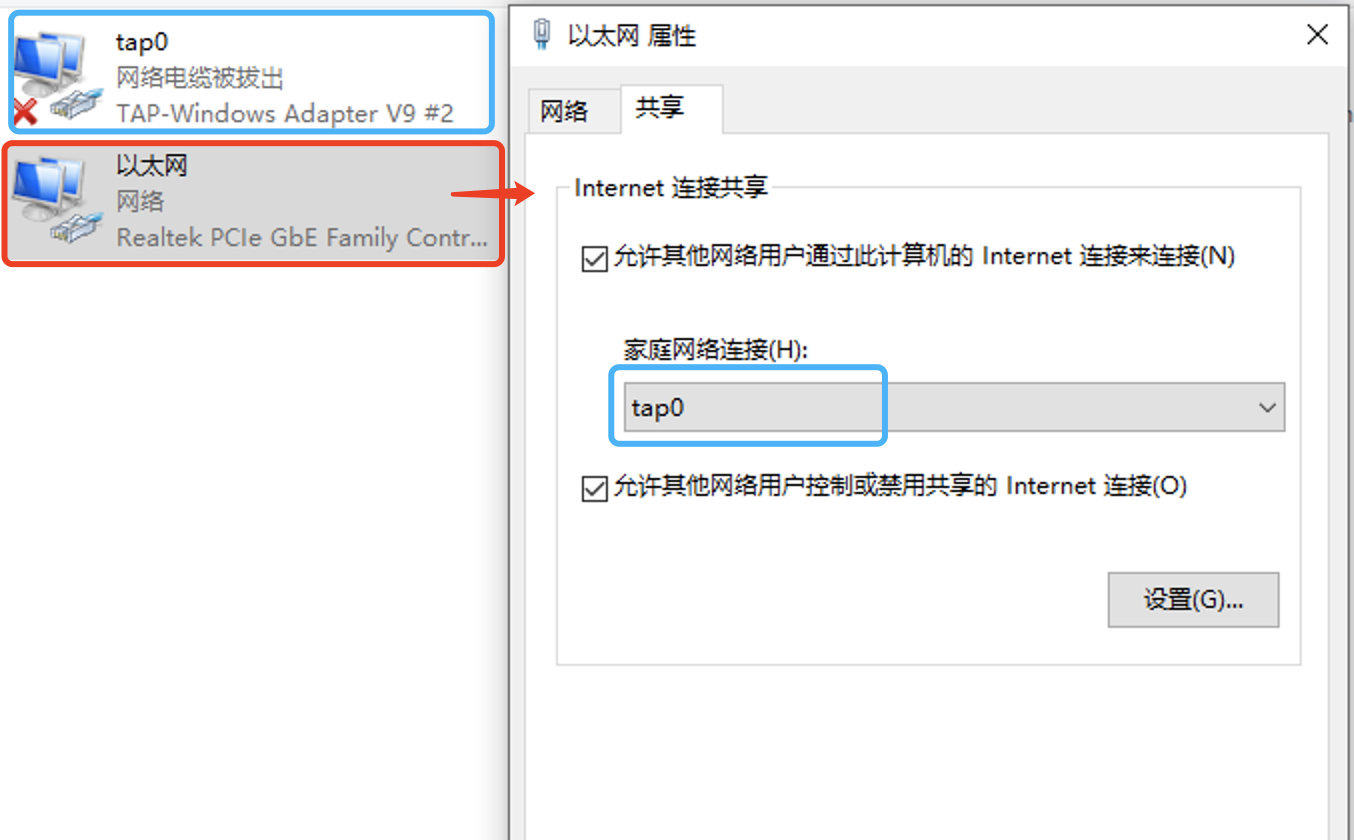 tap0
网络电缆被拔出
TAP-Windows Adapter V9 #2
以太网
网络
Realtek PCIe GbE Family Contr...
以太网 属性
网络
共享
Internet 连接共享
允许其他网络用户通过此计算机的 Internet 连接来连接(N)
家庭网络连接(H):
tap0
允许其他网络用户控制或禁用共享的 Internet 连接(O)
设置(G)...